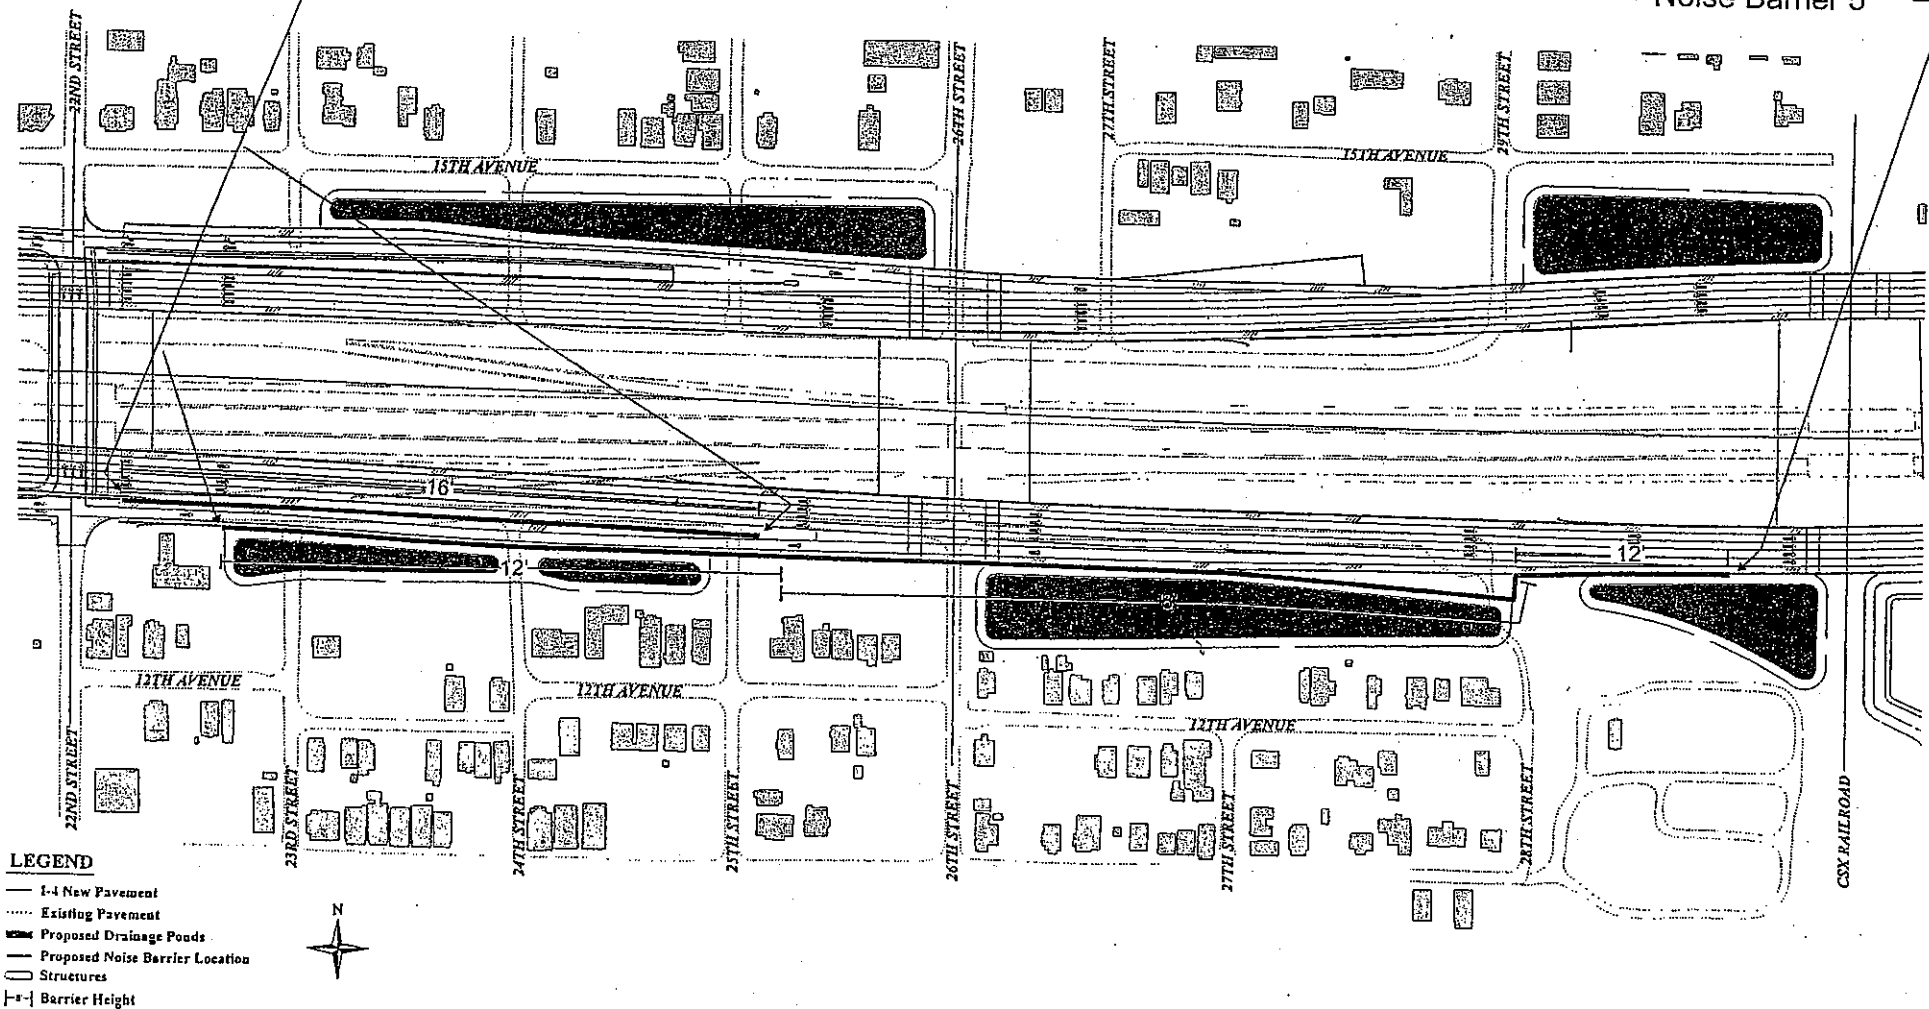 Noise Barrier 5
22ND STREET
26TH STREET
27TH STREET
29TH STREET
15TH AVENUE
15TH AVENUE
16'
12'
12'
12TH AVENUE
12TH AVENUE
12TH AVENUE
22ND STREET
23RD STREET
24TH STREET
25TH STREET
26TH STREET
27TH STREET
28TH STREET
CSX RAILROAD
LEGEND
I-4 New Pavement
Existing Pavement
Proposed Drainage Ponds
Proposed Noise Barrier Location
Structures
Barrier Height
N